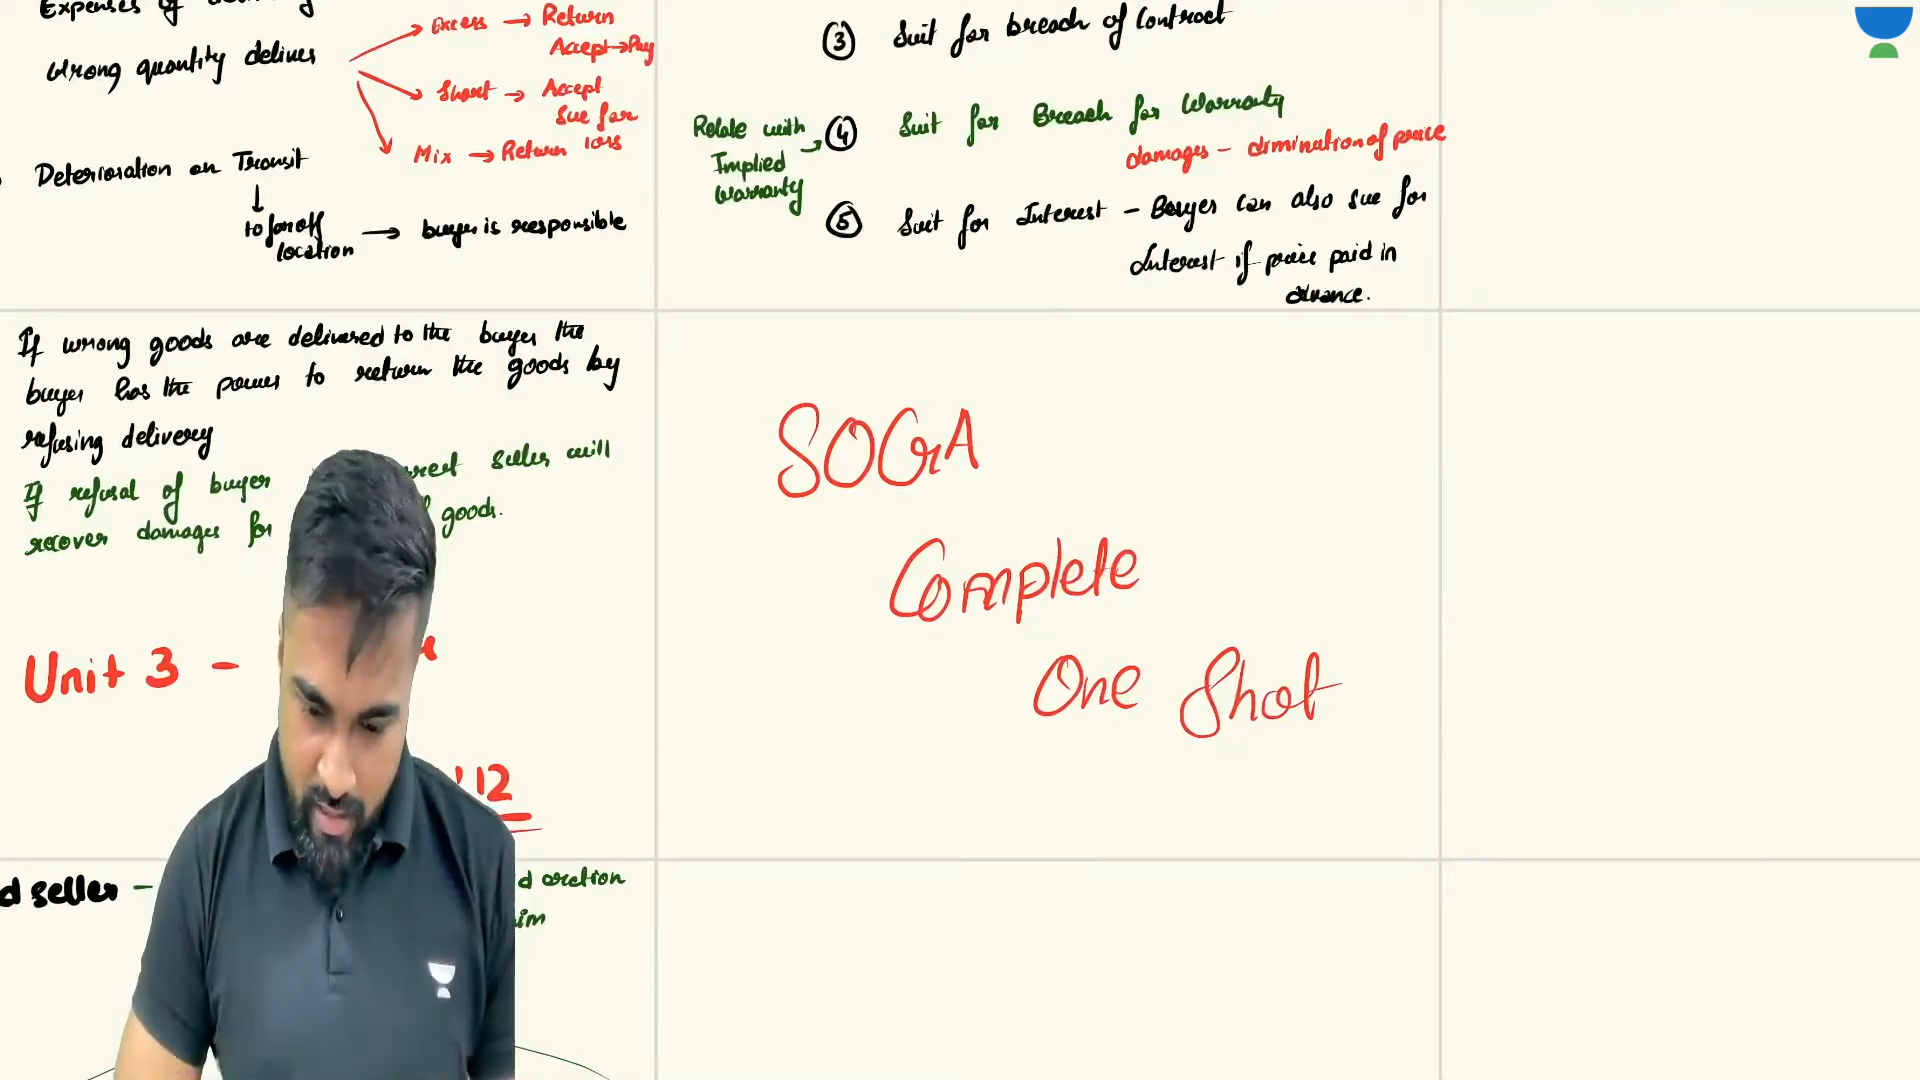 Expenses of
Wrong quantity delives
Excess → Return
Accept → Pay
Short → Accept
Sue for
loss
Mix → Return
Deterioration on Transit
to far off
location → buyer is responsible
If wrong goods are delivered to the buyer the
buyer has the power to return the goods by
refusing delivery
If refusal of buyer seller will
recover damages for goods.
Unit 3 -
12
d seller -
d action
③ Suit for breach of Contract
Relate with
Implied
Warranty
④ Suit for Breach for Warranty
damages - dimination of price
⑤ Suit for Interest - Buyer can also sue for
Interest if price paid in
advance.
SOGA
Complete
One Shot